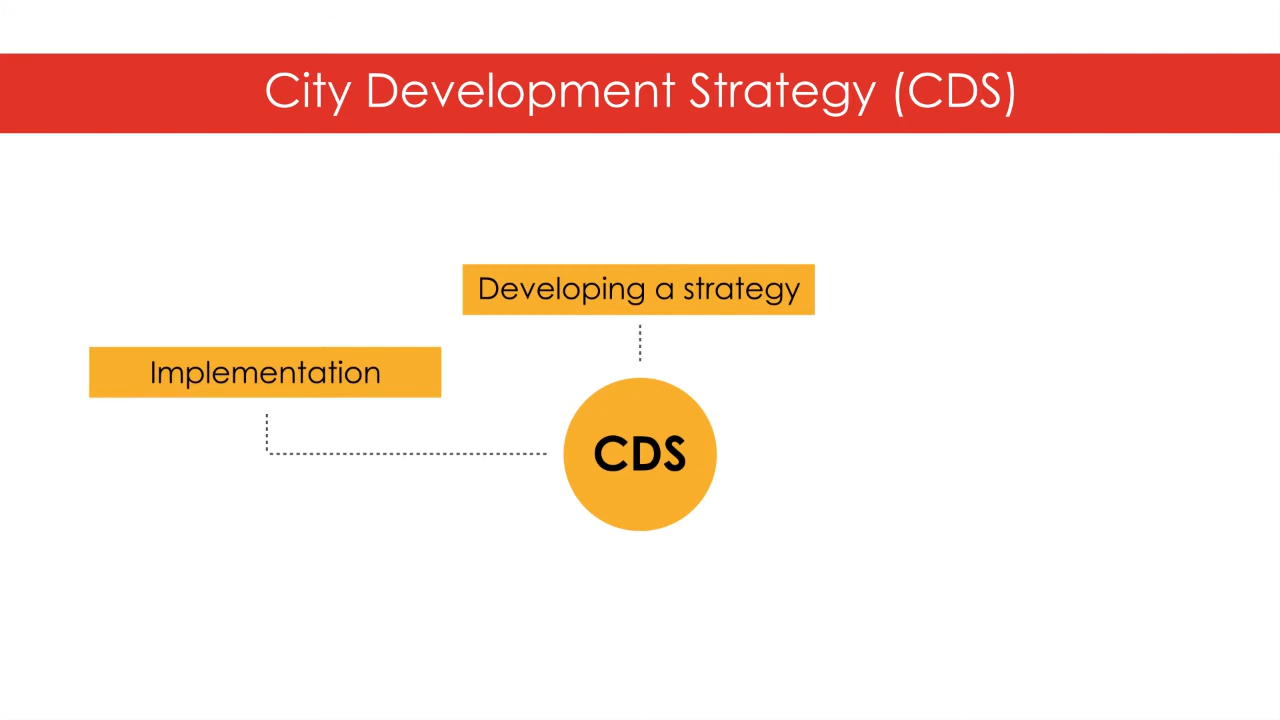 City Development Strategy (CDS)
Developing a strategy
Implementation
CDS